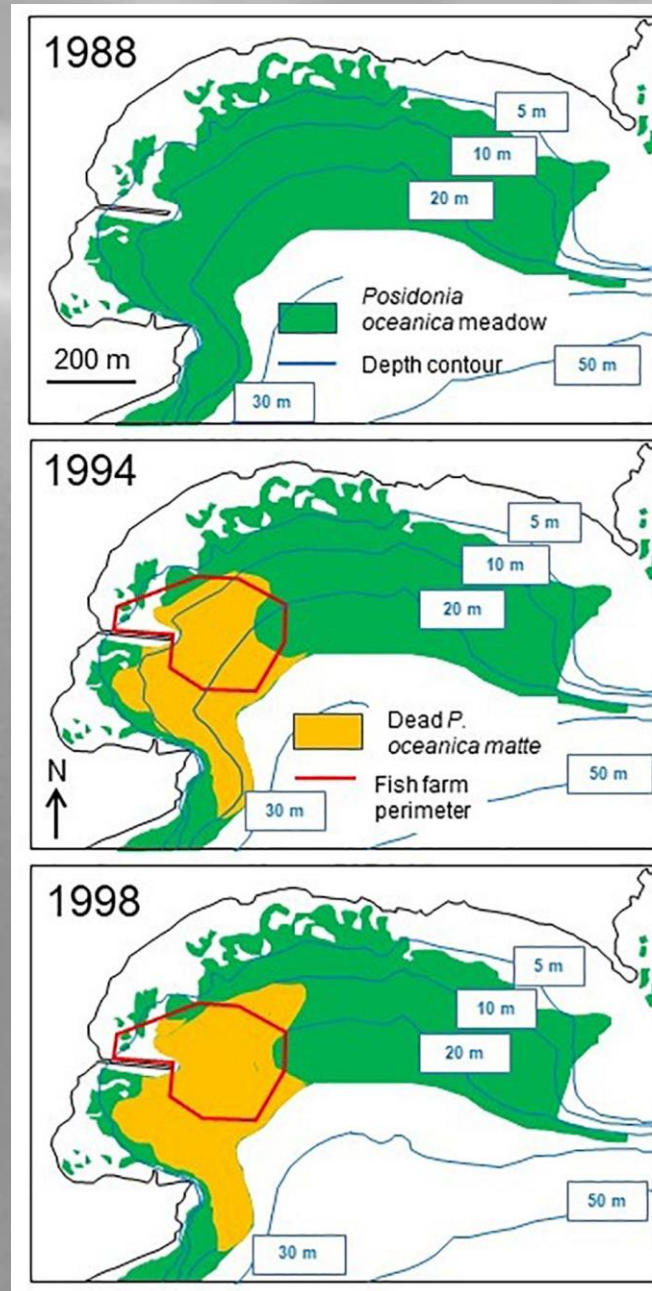 1988
5 m
10 m
20 m
Posidonia
oceanica meadow
200 m
Depth contour
50 m
30 m
1994
5 m
10 m
20 m
Dead P.
oceanica matte
N
50 m
Fish farm
perimeter
30 m
1998
5 m
10 m
20 m
50 m
30 m